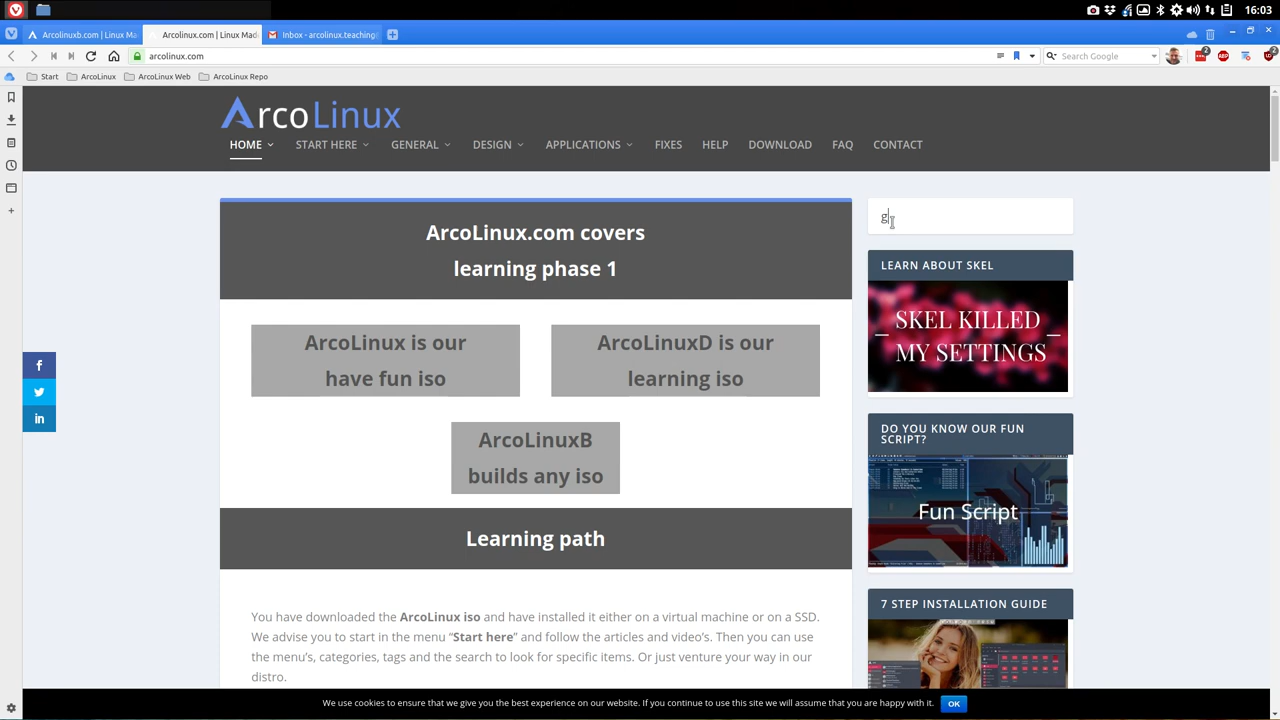 16:03
Arcolinuxb.com | Linux Ma
Arcolinux.com | Linux Mad
Inbox - arcolinux.teaching
arcolinux.com
Search Google
Start
ArcoLinux
ArcoLinux Web
ArcoLinux Repo
ArcoLinux
HOME
START HERE
GENERAL
DESIGN
APPLICATIONS
FIXES
HELP
DOWNLOAD
FAQ
CONTACT
ArcoLinux.com covers
learning phase 1
ArcoLinux is our
have fun iso
ArcoLinuxD is our
learning iso
ArcoLinuxB
builds any iso
Learning path
You have downloaded the ArcoLinux iso and have installed it either on a virtual machine or on a SSD.
We advise you to start in the menu “Start here” and follow the articles and video’s. Then you can use
the menu’s, categories, tags and the search to look for specific items. Or just venture your way in our
distro.
g
LEARN ABOUT SKEL
SKEL KILLED
MY SETTINGS
DO YOU KNOW OUR FUN
SCRIPT?
Fun Script
7 STEP INSTALLATION GUIDE
f
in
We use cookies to ensure that we give you the best experience on our website. If you continue to use this site we will assume that you are happy with it.
OK